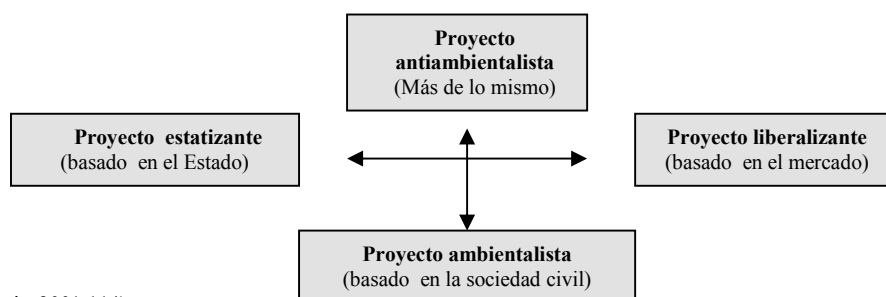 Proyecto
antiambientalista
(Más de lo mismo)
Proyecto estatizante
(basado en el Estado)
Proyecto liberalizante
(basado en el mercado)
Proyecto ambientalista
(basado en la sociedad civil)